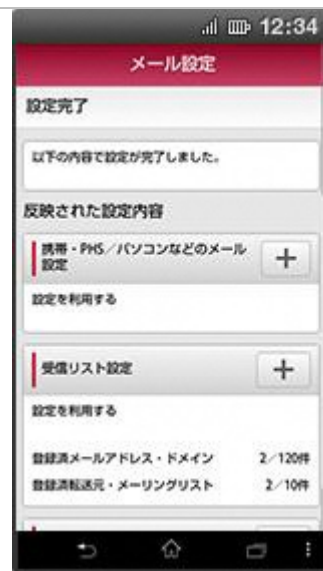 12:34
メール設定
設定完了
以下の内容で設定が完了しました。
反映された設定内容
携帯・PHS／パソコンなどのメール
設定
設定を利用する
受信リスト設定
設定を利用する
登録済メールアドレス・ドメイン 2／120件
登録済転送元・メーリングリスト 2／10件